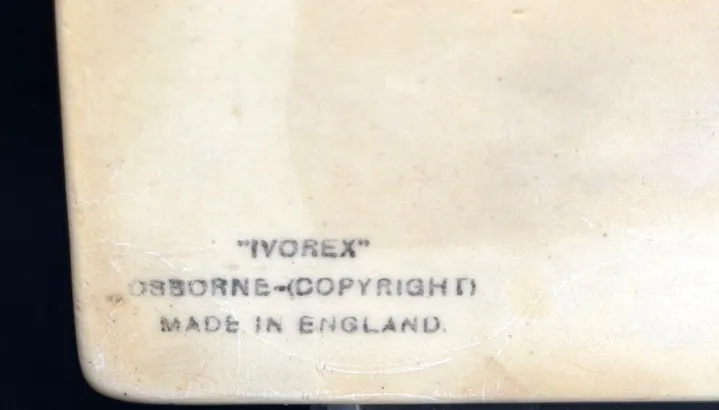 "IVOREX"
OSBORNE-(COPYRIGHT)
MADE IN ENGLAND.